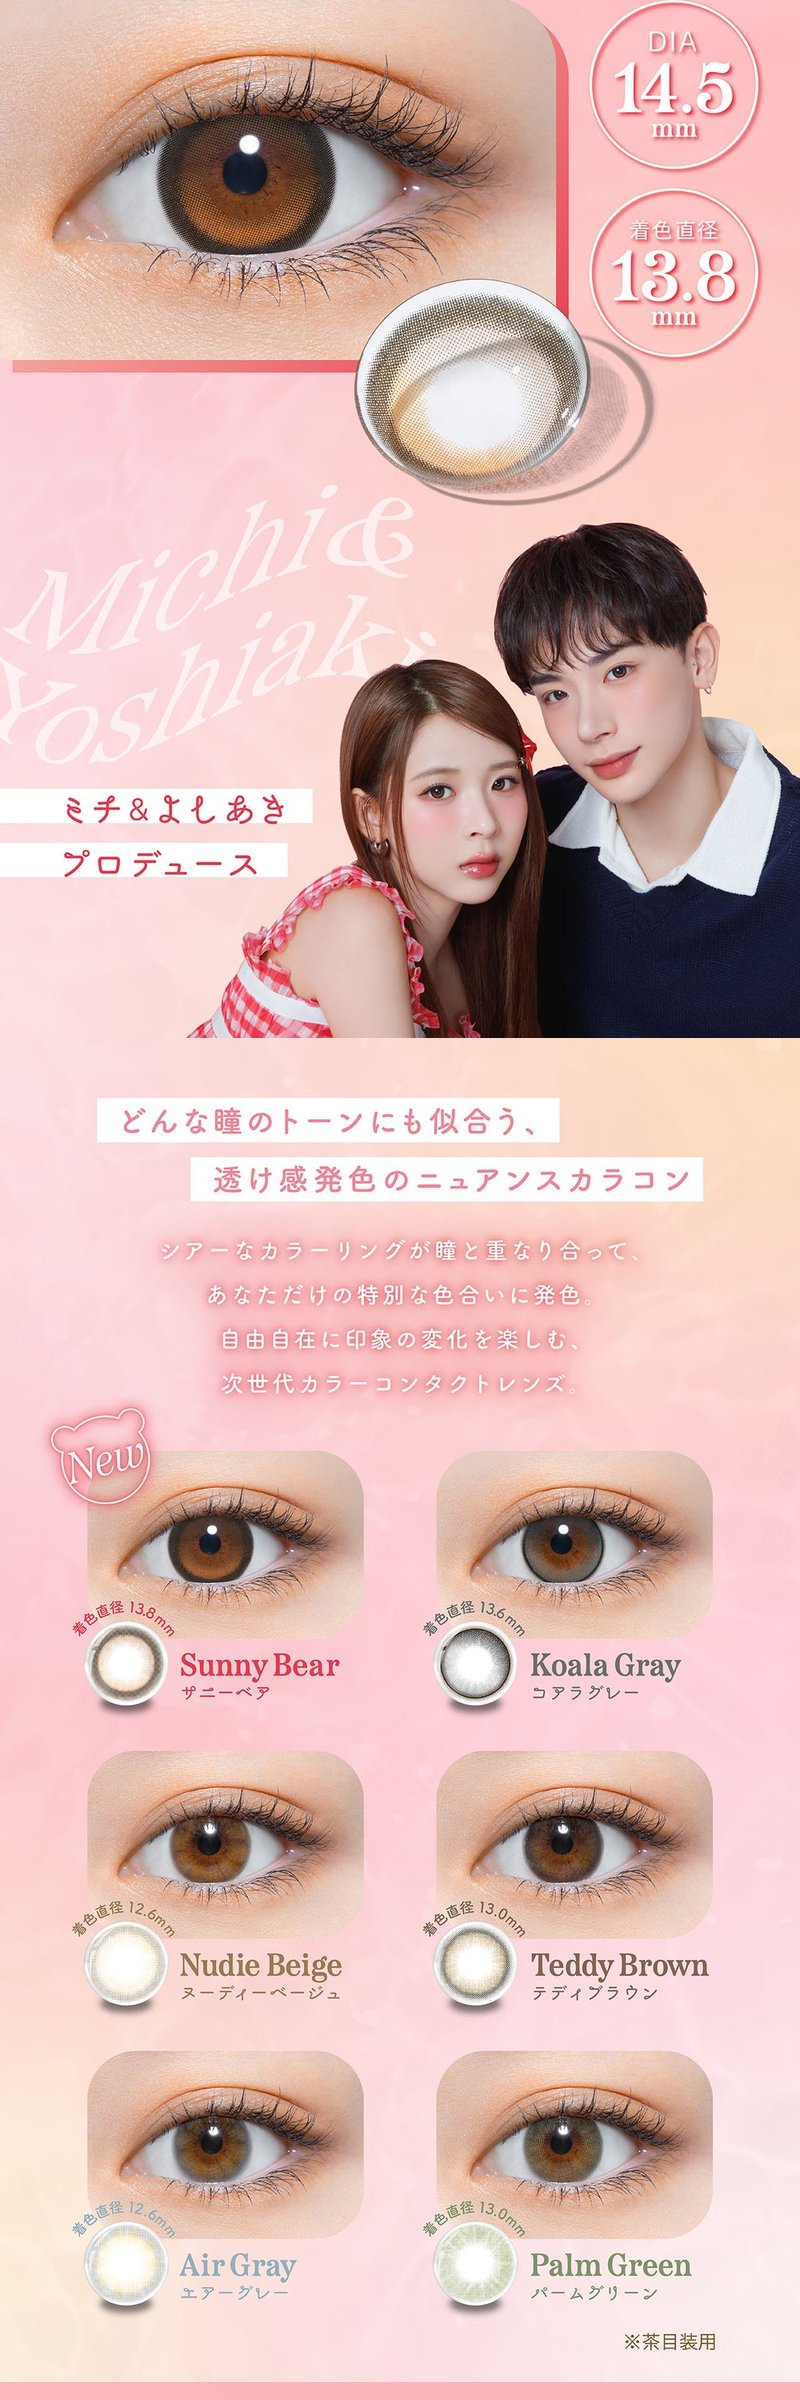 DIA
14.5
mm
着色直径
13.8
mm
Michi&
Yoshiaki
ミチ&よしあき
プロデュース
どんな瞳のトーンにも似合う、
透け感発色のニュアンスカラコン
シアーなカラーリングが瞳と重なり合って、
あなただけの特別な色合いに発色。
自由自在に印象の変化を楽しむ、
次世代カラーコンタクトレンズ。
New
着色直径 13.8mm
Sunny Bear
サニーベア
着色直径 13.6mm
Koala Gray
コアラグレー
着色直径 12.6mm
Nudie Beige
ヌーディーベージュ
着色直径 13.0mm
Teddy Brown
テディブラウン
着色直径 12.6mm
Air Gray
エアーグレー
着色直径 13.0mm
Palm Green
パームグリーン
※茶目装用